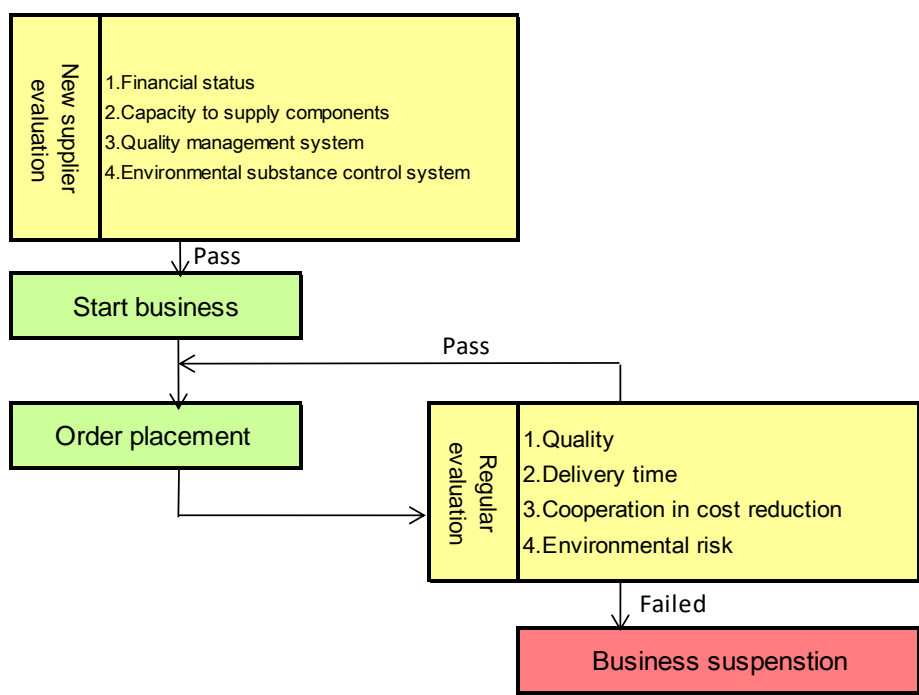 New supplier
evaluation
1.Financial status
2.Capacity to supply components
3.Quality management system
4.Environmental substance control system
Pass
Start business
Pass
Order placement
Regular
evaluation
1.Quality
2.Delivery time
3.Cooperation in cost reduction
4.Environmental risk
Failed
Business suspenstion